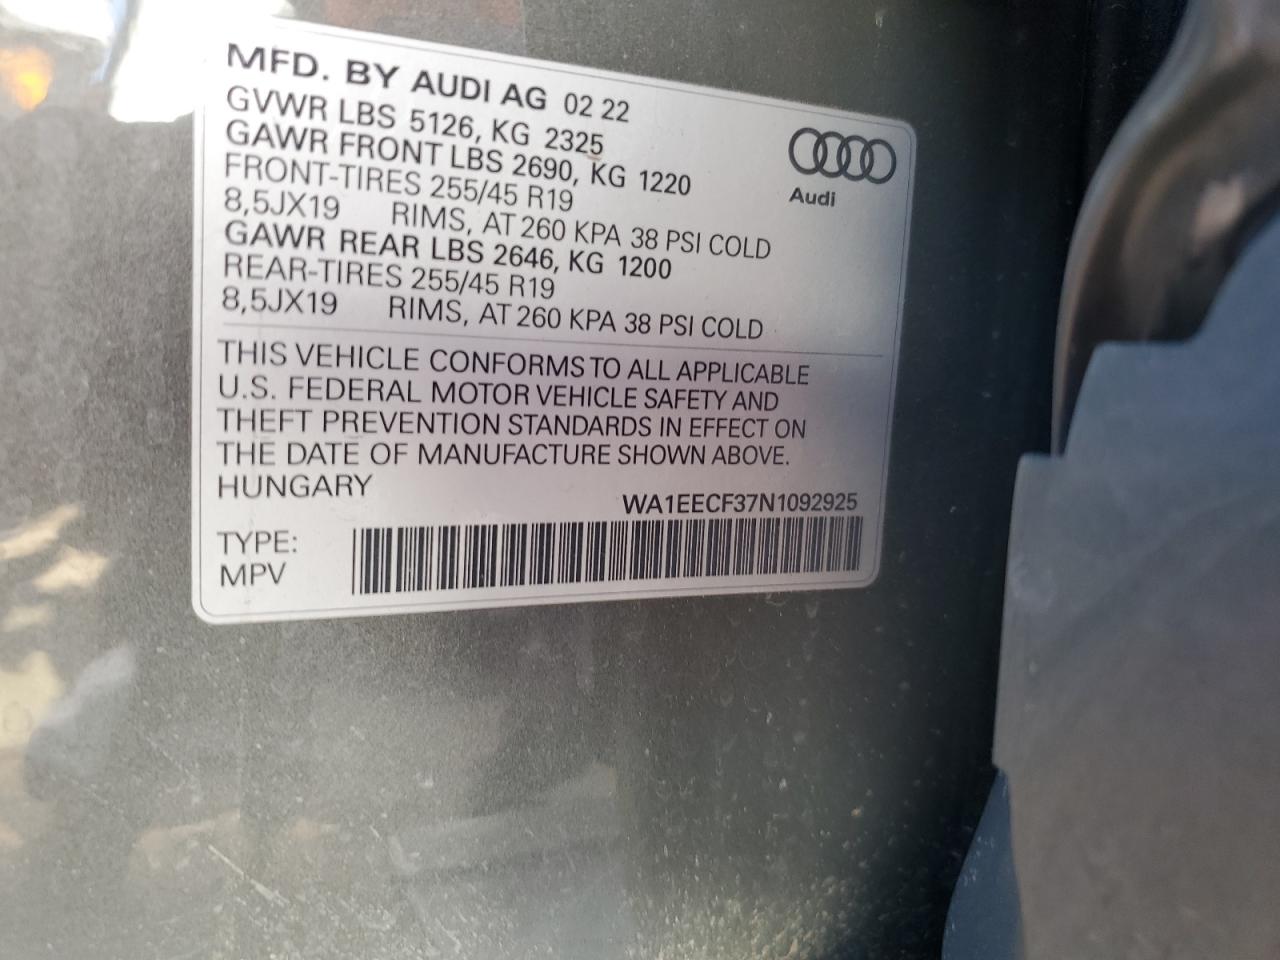 MFD. BY AUDI AG 02 22
GVWR LBS 5126, KG 2325
GAWR FRONT LBS 2690, KG 1220
FRONT-TIRES 255/45 R19
8,5JX19 RIMS, AT 260 KPA 38 PSI COLD
GAWR REAR LBS 2646, KG 1200
REAR-TIRES 255/45 R19
8,5JX19 RIMS, AT 260 KPA 38 PSI COLD
Audi
THIS VEHICLE CONFORMS TO ALL APPLICABLE
U.S. FEDERAL MOTOR VEHICLE SAFETY AND
THEFT PREVENTION STANDARDS IN EFFECT ON
THE DATE OF MANUFACTURE SHOWN ABOVE.
HUNGARY
WA1EECF37N1092925
TYPE:
MPV